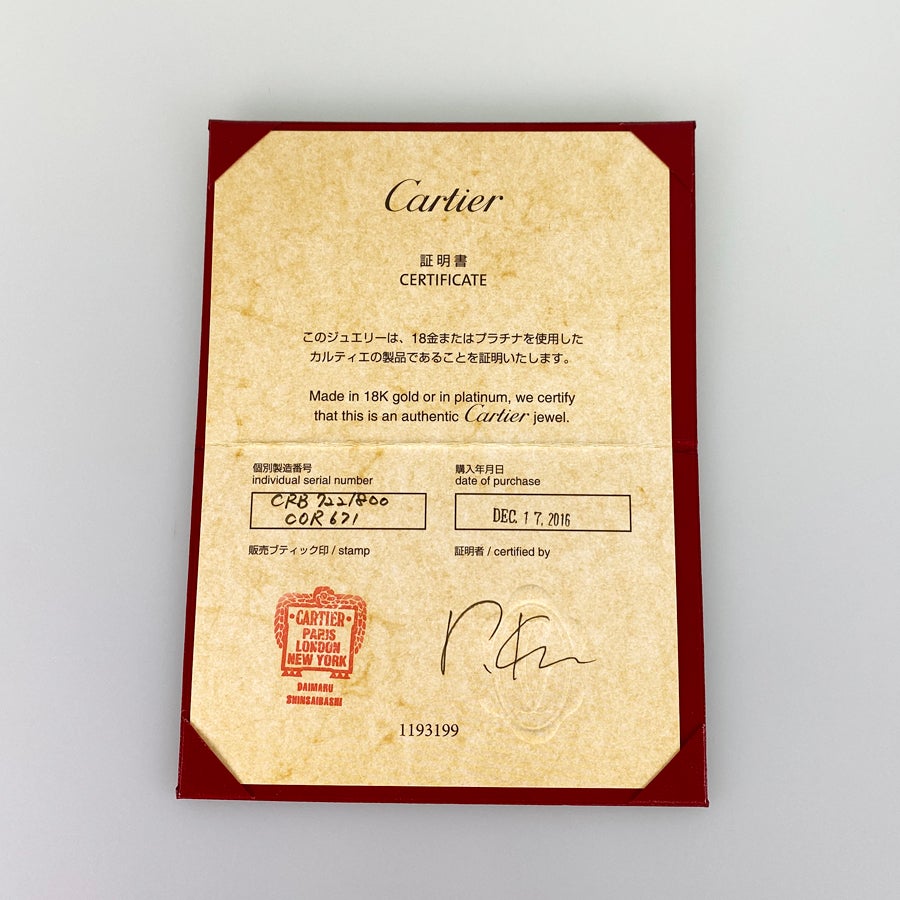 Cartier
証明書
CERTIFICATE
このジュエリーは、18金またはプラチナを使用した
カルティエの製品であることを証明いたします。
Made in 18K gold or in platinum, we certify
that this is an authentic Cartier jewel.
個別製造番号
individual serial number
CRB 7221800
COR671
購入年月日
date of purchase
DEC. 17. 2016
販売ブティック印 / stamp
証明者 / certified by
CARTIER
PARIS
LONDON
NEW YORK
DAIMARU
SHINSAIBASHI
1193199